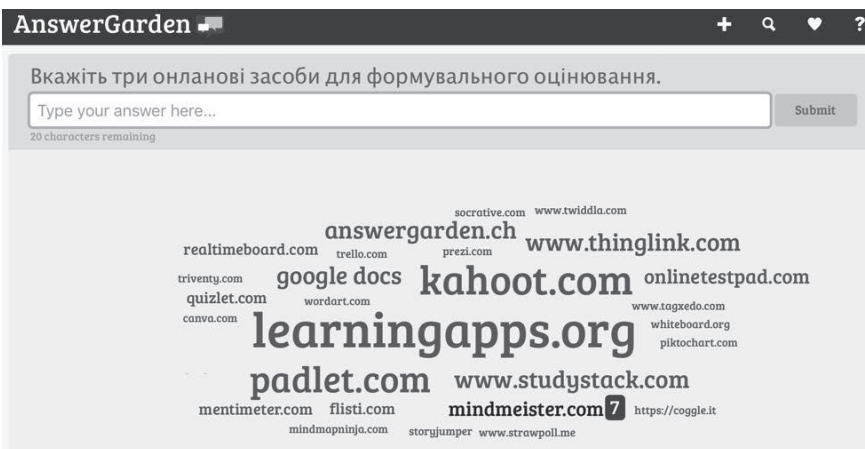 AnswerGarden
Вкажіть три онланові засоби для формувального оцінювання.
Type your answer here...
Submit
20 characters remaining
socrative.com www.twiddla.com
answergarden.ch
realtimeboard.com trello.com prezi.com www.thinglink.com
triventy.com google docs kahoot.com onlinetestpad.com
quizlet.com wordart.com www.tagxedo.com
canva.com learningapps.org whiteboard.org
piktochart.com
padlet.com www.studystack.com
mentimeter.com flisti.com mindmeister.com 7 https://coggle.it
mindmapninja.com storyjumper www.strawpoll.me